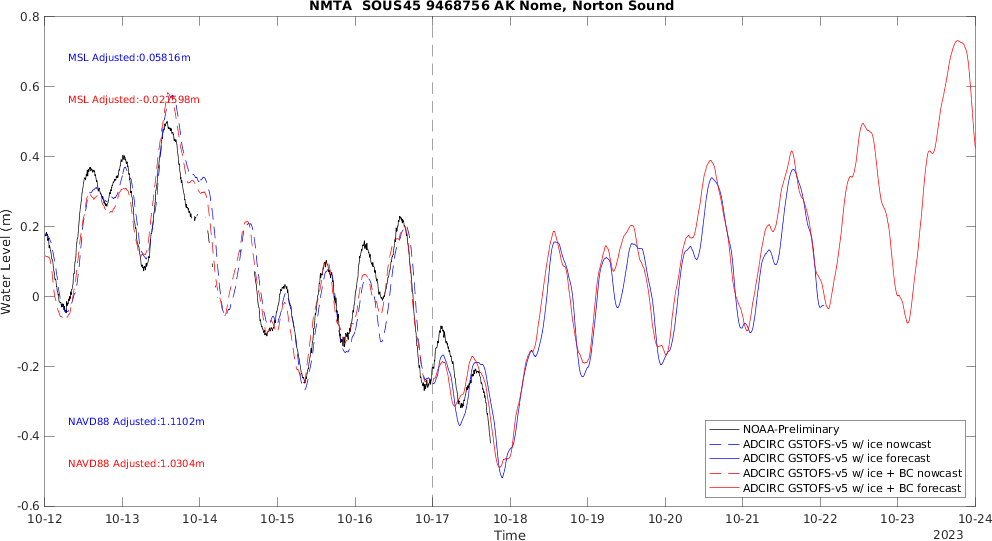 NMTA  SOUS45 9468756 AK Nome, Norton Sound
0.8
0.6
0.4
0.2
0
-0.2
-0.4
-0.6
Water Level (m)
MSL Adjusted:0.05816m
MSL Adjusted:-0.021598m
NAVD88 Adjusted:1.1102m
NAVD88 Adjusted:1.0304m
NOAA-Preliminary
ADCIRC GSTOFS-v5 w/ ice nowcast
ADCIRC GSTOFS-v5 w/ ice forecast
ADCIRC GSTOFS-v5 w/ ice + BC nowcast
ADCIRC GSTOFS-v5 w/ ice + BC forecast
10-12 10-13 10-14 10-15 10-16 10-17 10-18 10-19 10-20 10-21 10-22 10-23 10-24
Time
2023